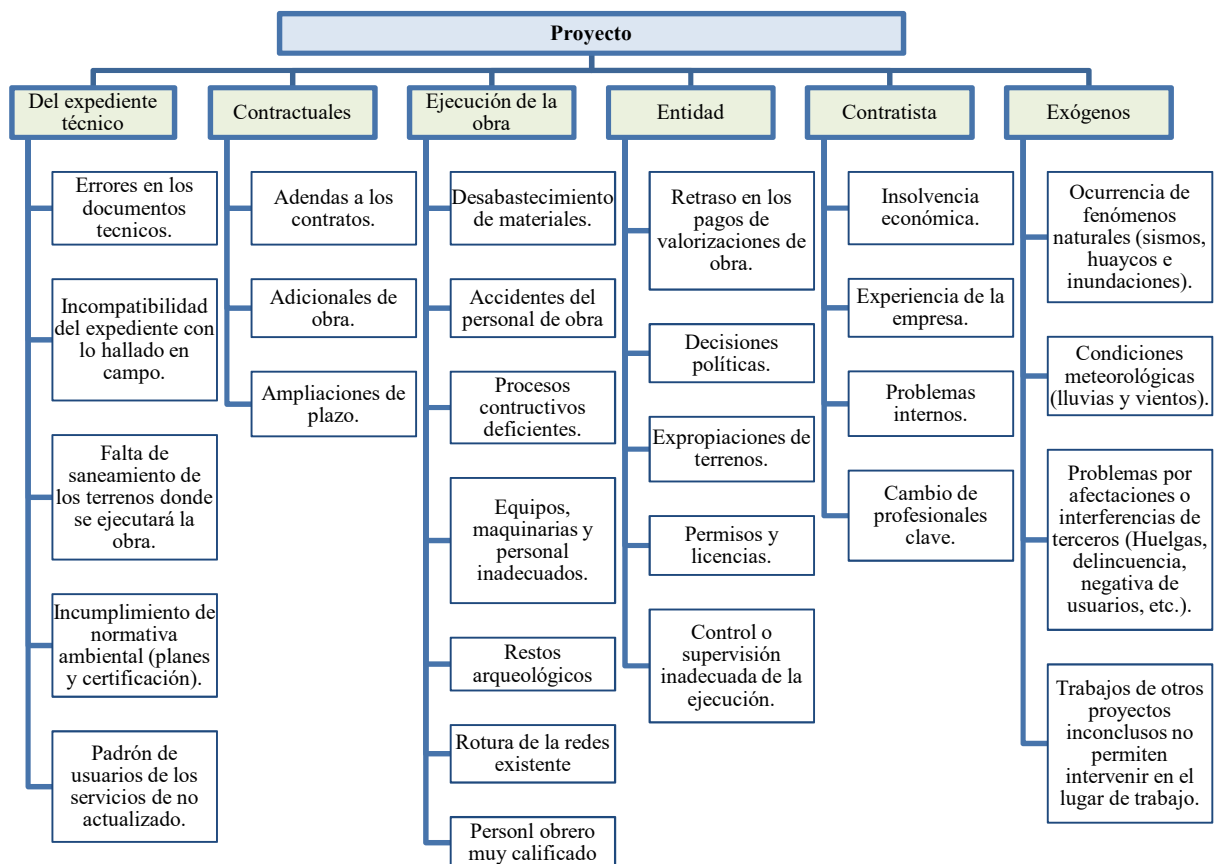 Proyecto
Del expediente
técnico
Errores en los
documentos
tecnicos.
Incompatibilidad
del expediente con
lo hallado en
campo.
Falta de
saneamiento de
los terrenos donde
se ejecutará la
obra.
Incumplimiento de
normativa
ambiental (planes
y certificación).
Padrón de
usuarios de los
servicios de no
actualizado.
Contractuales
Adendas a los
contratos.
Adicionales de
obra.
Ampliaciones de
plazo.
Ejecución de la
obra
Desabastecimiento
de materiales.
Accidentes del
personal de obra
Procesos
contructivos
deficientes.
Equipos,
maquinarias y
personal
inadecuados.
Restos
arqueológicos
Rotura de la redes
existente
Personl obrero
muy calificado
Entidad
Retraso en los
pagos de
valorizaciones de
obra.
Decisiones
políticas.
Expropiaciones de
terrenos.
Permisos y
licencias.
Control o
supervisión
inadecuada de la
ejecución.
Contratista
Insolvencia
económica.
Experiencia de la
empresa.
Problemas
internos.
Cambio de
profesionales
clave.
Exógenos
Ocurrencia de
fenómenos
naturales (sismos,
huaycos e
inundaciones).
Condiciones
meteorológicas
(lluvias y vientos).
Problemas por
afectaciones o
interferencias de
terceros (Huelgas,
delincuencia,
negativa de
usuarios, etc.).
Trabajos de otros
proyectos
inconclusos no
permiten
intervenir en el
lugar de trabajo.